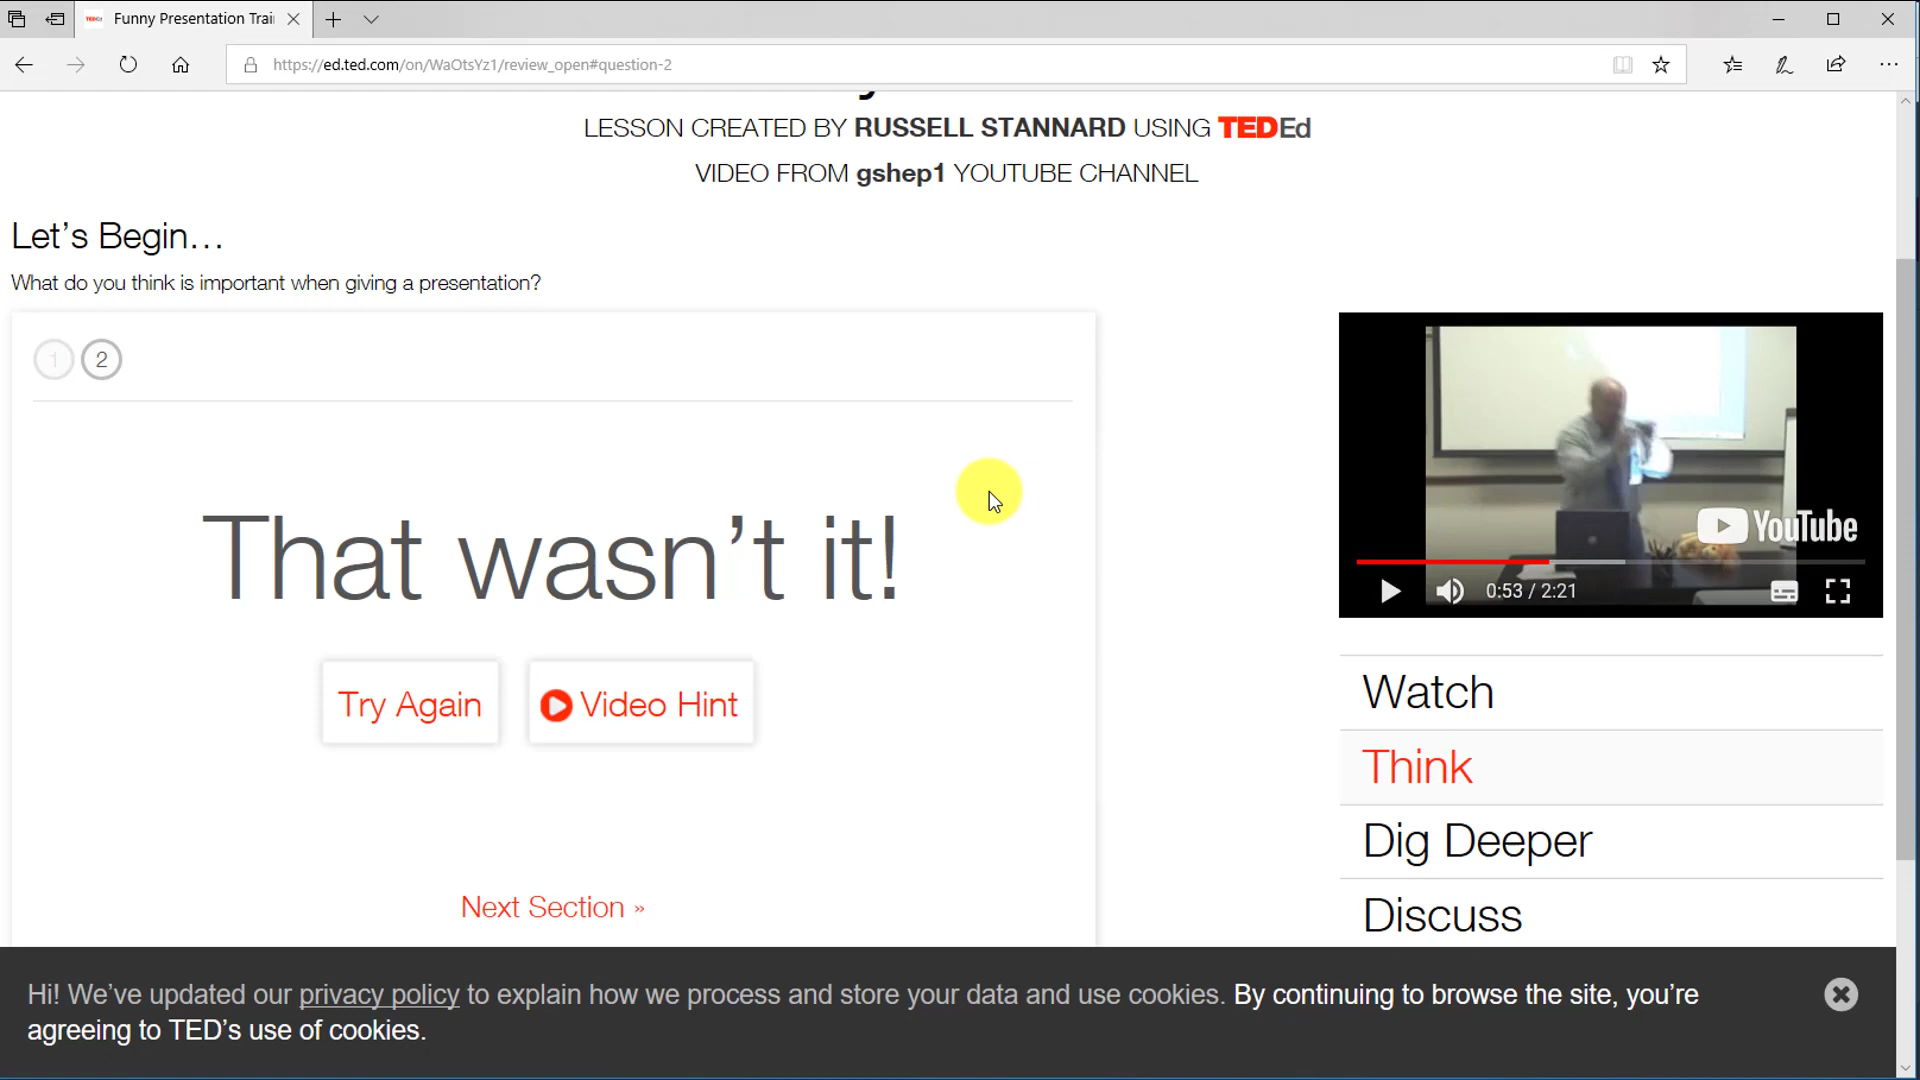 Funny Presentation Trai
https://ed.ted.com/on/WaOtsYz1/review_open#question-2
LESSON CREATED BY RUSSELL STANNARD USING TEDEd
VIDEO FROM gshep1 YOUTUBE CHANNEL
Let's Begin…
What do you think is important when giving a presentation?
1 2
That wasn't it!
Try Again Video Hint
Next Section »
YouTube
0:53 / 2:21
Watch
Think
Dig Deeper
Discuss
Hi! We've updated our privacy policy to explain how we process and store your data and use cookies. By continuing to browse the site, you're
agreeing to TED's use of cookies.